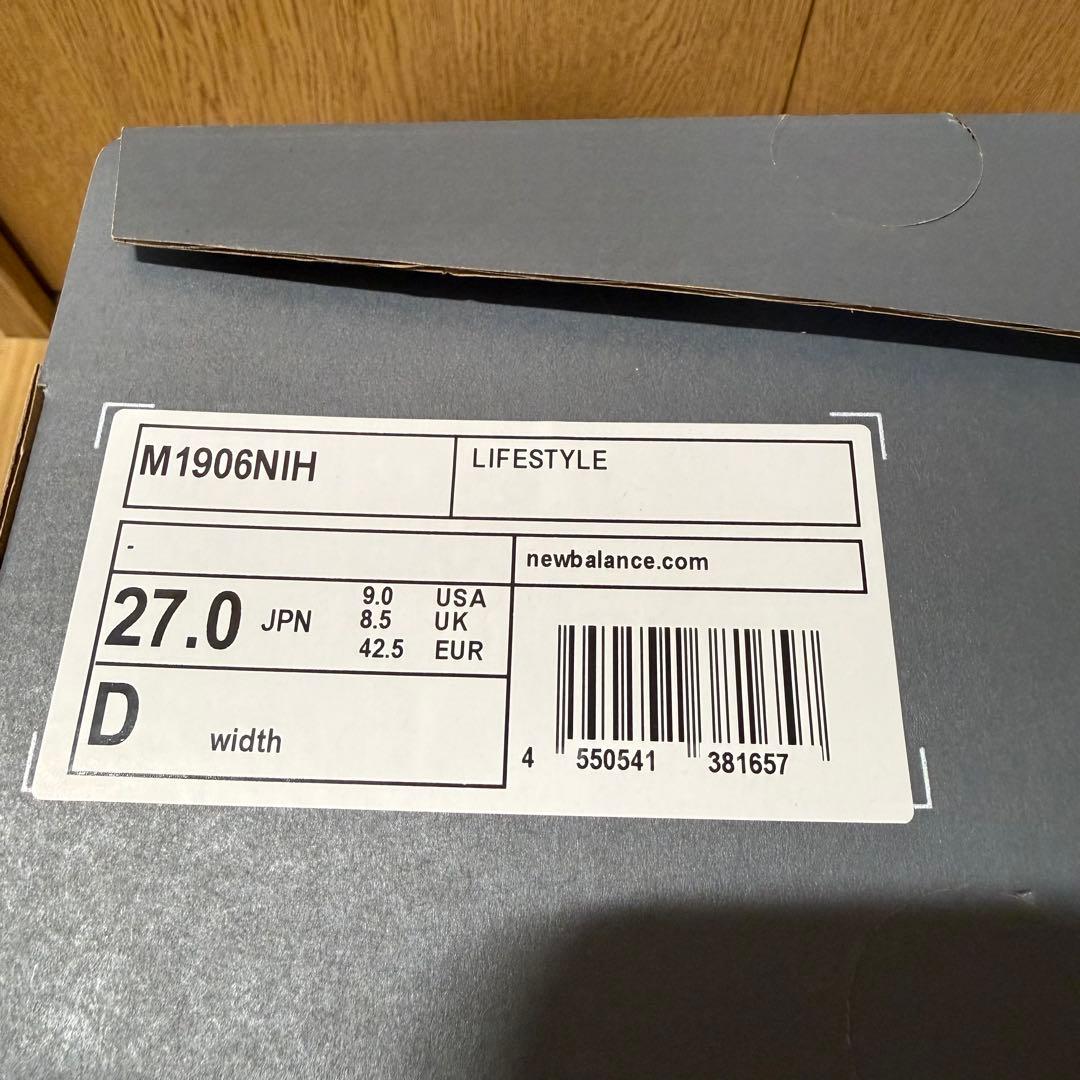 M1906NIH
LIFESTYLE
-
newbalance.com
27.0 JPN
9.0 USA
8.5 UK
42.5 EUR
D width
4 550541 381657